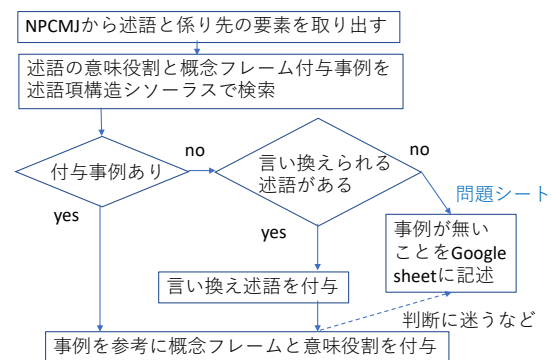 NPCMJから述語と係り先の要素を取り出す
述語の意味役割と概念フレーム付与事例を
述語項構造シソーラスで検索
付与事例あり
no
言い換えられる
述語がある
no
yes
yes
問題シート
事例が無い
ことをGoogle
sheetに記述
言い換え述語を付与
判断に迷うなど
事例を参考に概念フレームと意味役割を付与